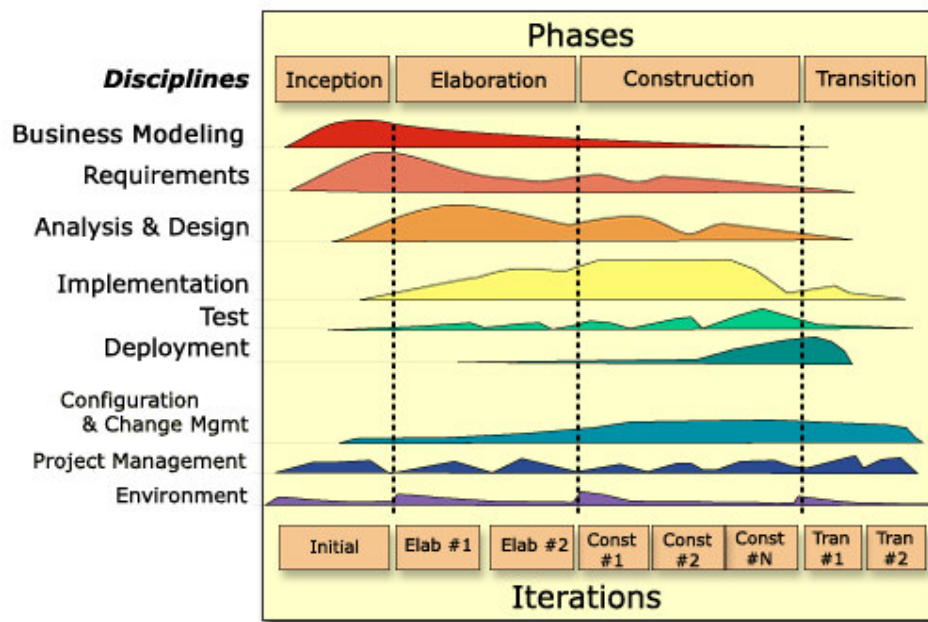 Phases
Disciplines
Inception
Elaboration
Construction
Transition
Business Modeling
Requirements
Analysis & Design
Implementation
Test
Deployment
Configuration
& Change Mgmt
Project Management
Environment
Initial
Elab #1
Elab #2
Const
#1
Const
#2
Const
#N
Tran
#1
Tran
#2
Iterations